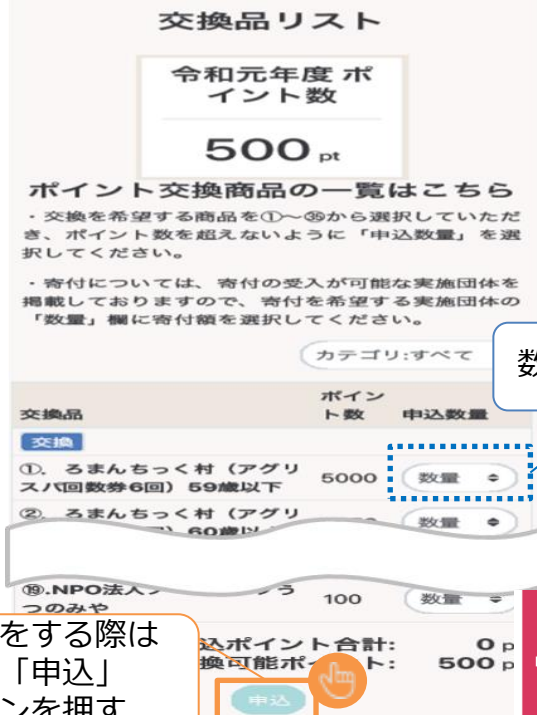 交換品リスト
令和元年度 ポ
イント数
500 pt
ポイント交換商品の一覧はこちら
・交換を希望する商品を①～㊴から選択していただ
き、ポイント数を超えないように「申込数量」を選
択してください。
・寄付については、寄付の受入が可能な実施団体を
掲載しておりますので、寄付を希望する実施団体の
「数量」欄に寄付額を選択してください。
カテゴリ:すべて
数
交換品
ポイン
ト数
申込数量
交換
①．ろまんちっく村（アグリ
スパ回数券6回）59歳以下
5000
数量
②．ろまんちっく村（アグリ
60歳以
数量
⑲.NPO法人
う
つのみや
100
数量
込ポイント合計: 0 p
換可能ポイント: 500 p
申込
をする際は
「申込」
ンを押す